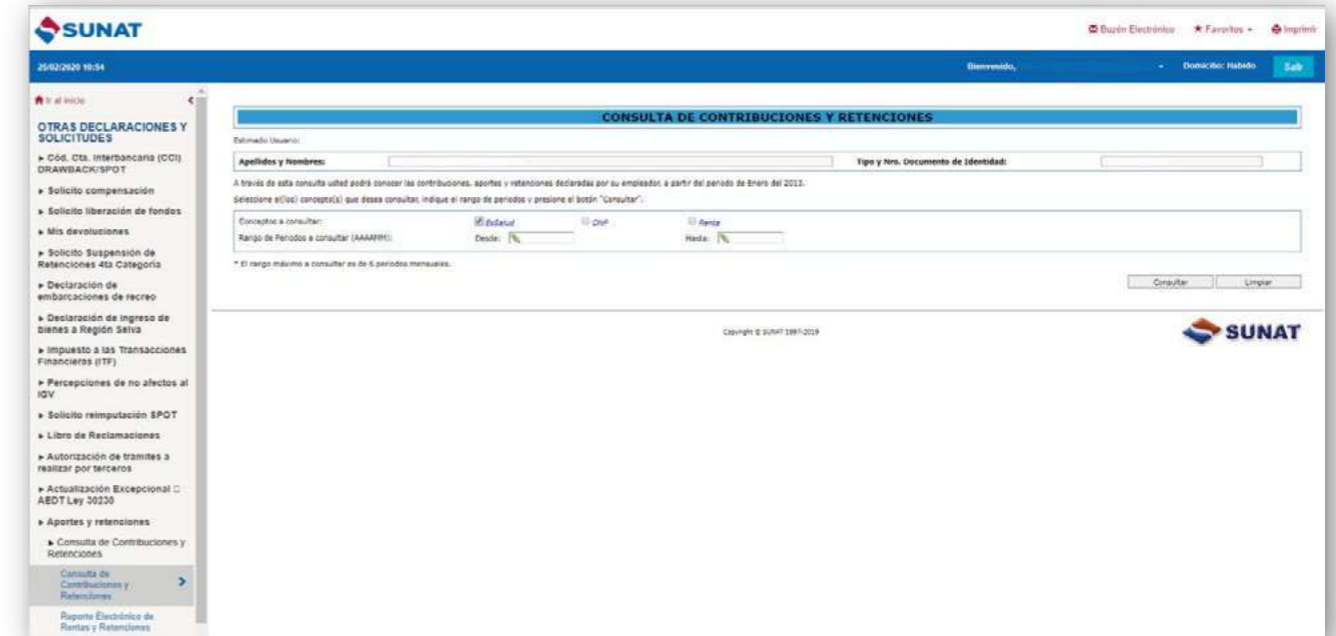 SUNAT
Buzón Electrónico
Favoritos
Imprimir
25/02/2020 10:54
Bienvenido,
Domicilio: Habido
Salir
Ir al inicio
OTRAS DECLARACIONES Y
SOLICITUDES
Cód. Cta. Interbancaria (CCI)
DRAWBACK/SPOT
Solicito compensación
Solicito liberación de fondos
Mis devoluciones
Solicito Suspensión de
Retenciones 4ta Categoría
Declaración de
embarcaciones de recreo
Declaración de ingreso de
bienes a Región Selva
Impuesto a las Transacciones
Financieras (ITF)
Percepciones de no afectos al
IGV
Solicito reimputación SPOT
Libro de Reclamaciones
Autorización de tramites a
realizar por terceros
Actualización Excepcional
AEDT Ley 30230
Aportes y retenciones
Consulta de Contribuciones y
Retenciones
Consulta de
Contribuciones y
Retenciones
Reporte Electrónico de
Rentas y Retenciones
CONSULTA DE CONTRIBUCIONES Y RETENCIONES
Estimado Usuario:
Apellidos y Nombres:
Tipo y Nro. Documento de Identidad:
A través de esta consulta usted podrá conocer las contribuciones, aportes y retenciones declaradas por su empleador, a partir del periodo de Enero del 2013.
Seleccione el(los) concepto(s) que desea consultar, indique el rango de periodos y presione el botón "Consultar".
Conceptos a consultar:
EsSalud
ONP
Renta
Rango de Periodos a consultar (AAAAMM):
Desde:
Hasta:
* El rango máximo a consultar es de 6 periodos mensuales.
Consultar
Limpiar
Copyright © SUNAT 1997-2019
SUNAT